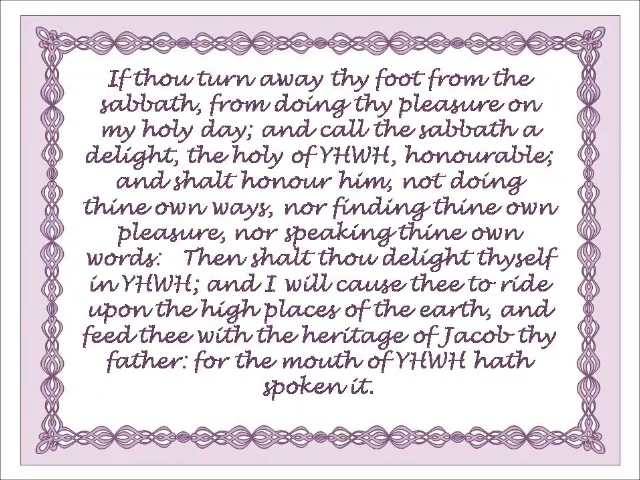 If thou turn away thy foot from the
sabbath, from doing thy pleasure on
my holy day; and call the sabbath a
delight, the holy of YHWH, honourable;
and shalt honour him, not doing
thine own ways, nor finding thine own
pleasure, nor speaking thine own
words: Then shalt thou delight thyself
in YHWH; and I will cause thee to ride
upon the high places of the earth, and
feed thee with the heritage of Jacob thy
father: for the mouth of YHWH hath
spoken it.